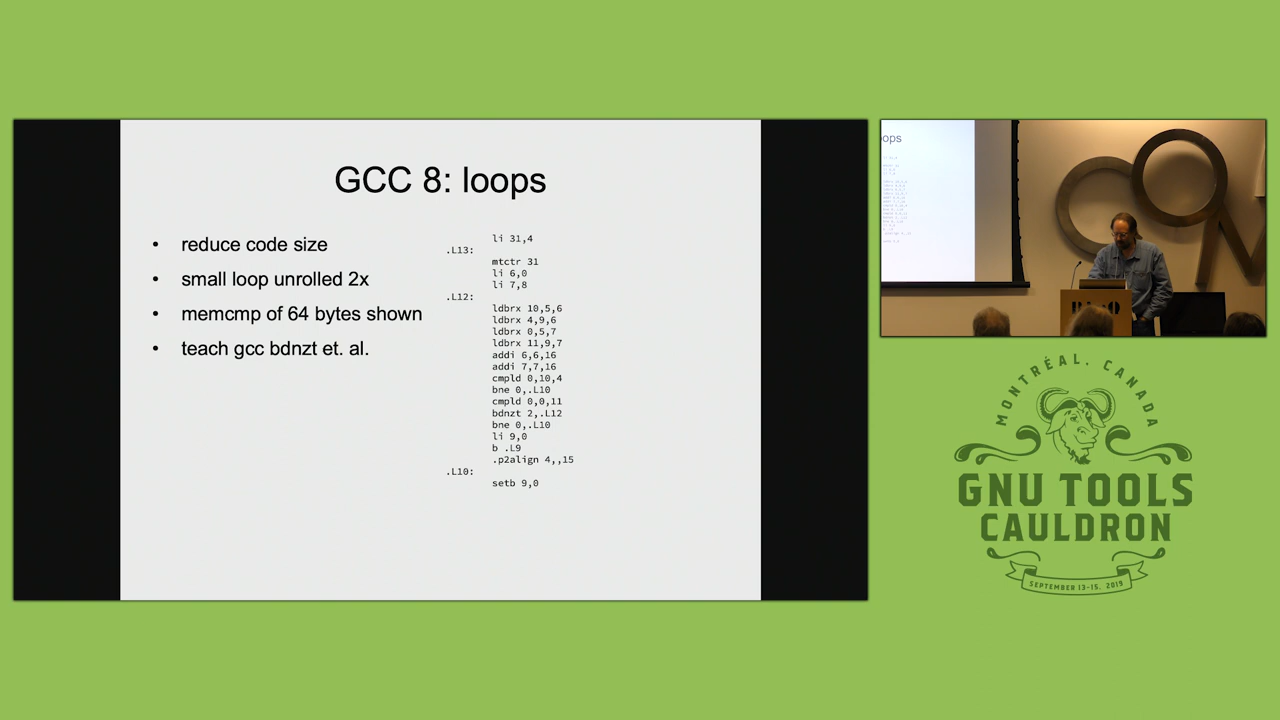 GCC 8: loops
• reduce code size
• small loop unrolled 2x
• memcmp of 64 bytes shown
• teach gcc bdnzt et. al.
li 31,4
.L13:
mtctr 31
li 6,0
li 7,8
.L12:
ldbrx 10,5,6
ldbrx 4,9,6
ldbrx 0,5,7
ldbrx 11,9,7
addi 6,6,16
addi 7,7,16
cmpld 0,10,4
bne 0,.L10
cmpld 0,0,11
bdnzt 2,.L12
bne 0,.L10
li 9,0
b .L9
.p2align 4,,15
.L10:
setb 9,0
ops
MONTRÉAL, CANADA
GNU TOOLS
CAULDRON
SEPTEMBER 13-15, 2019